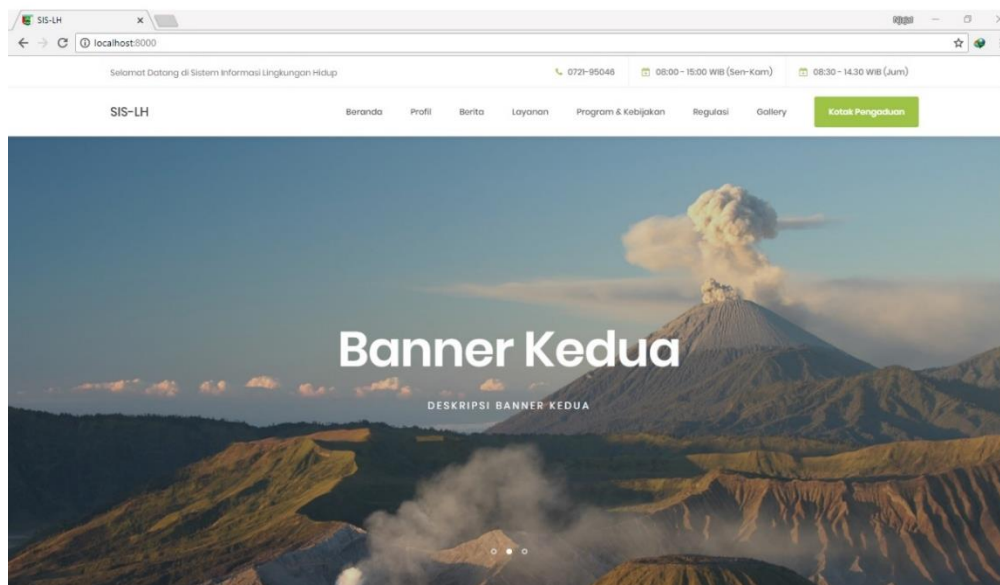 SIS-LH
localhost:8000
Selamat Datang di Sistem Informasi Lingkungan Hidup 0721-95046 08:00 - 15:00 WIB (Sen-Kam) 08:30 - 14.30 WIB (Jum)
SIS-LH Beranda Profil Berita Layanan Program & Kebijakan Regulasi Gallery Kotak Pengaduan
Banner Kedua
DESKRIPSI BANNER KEDUA